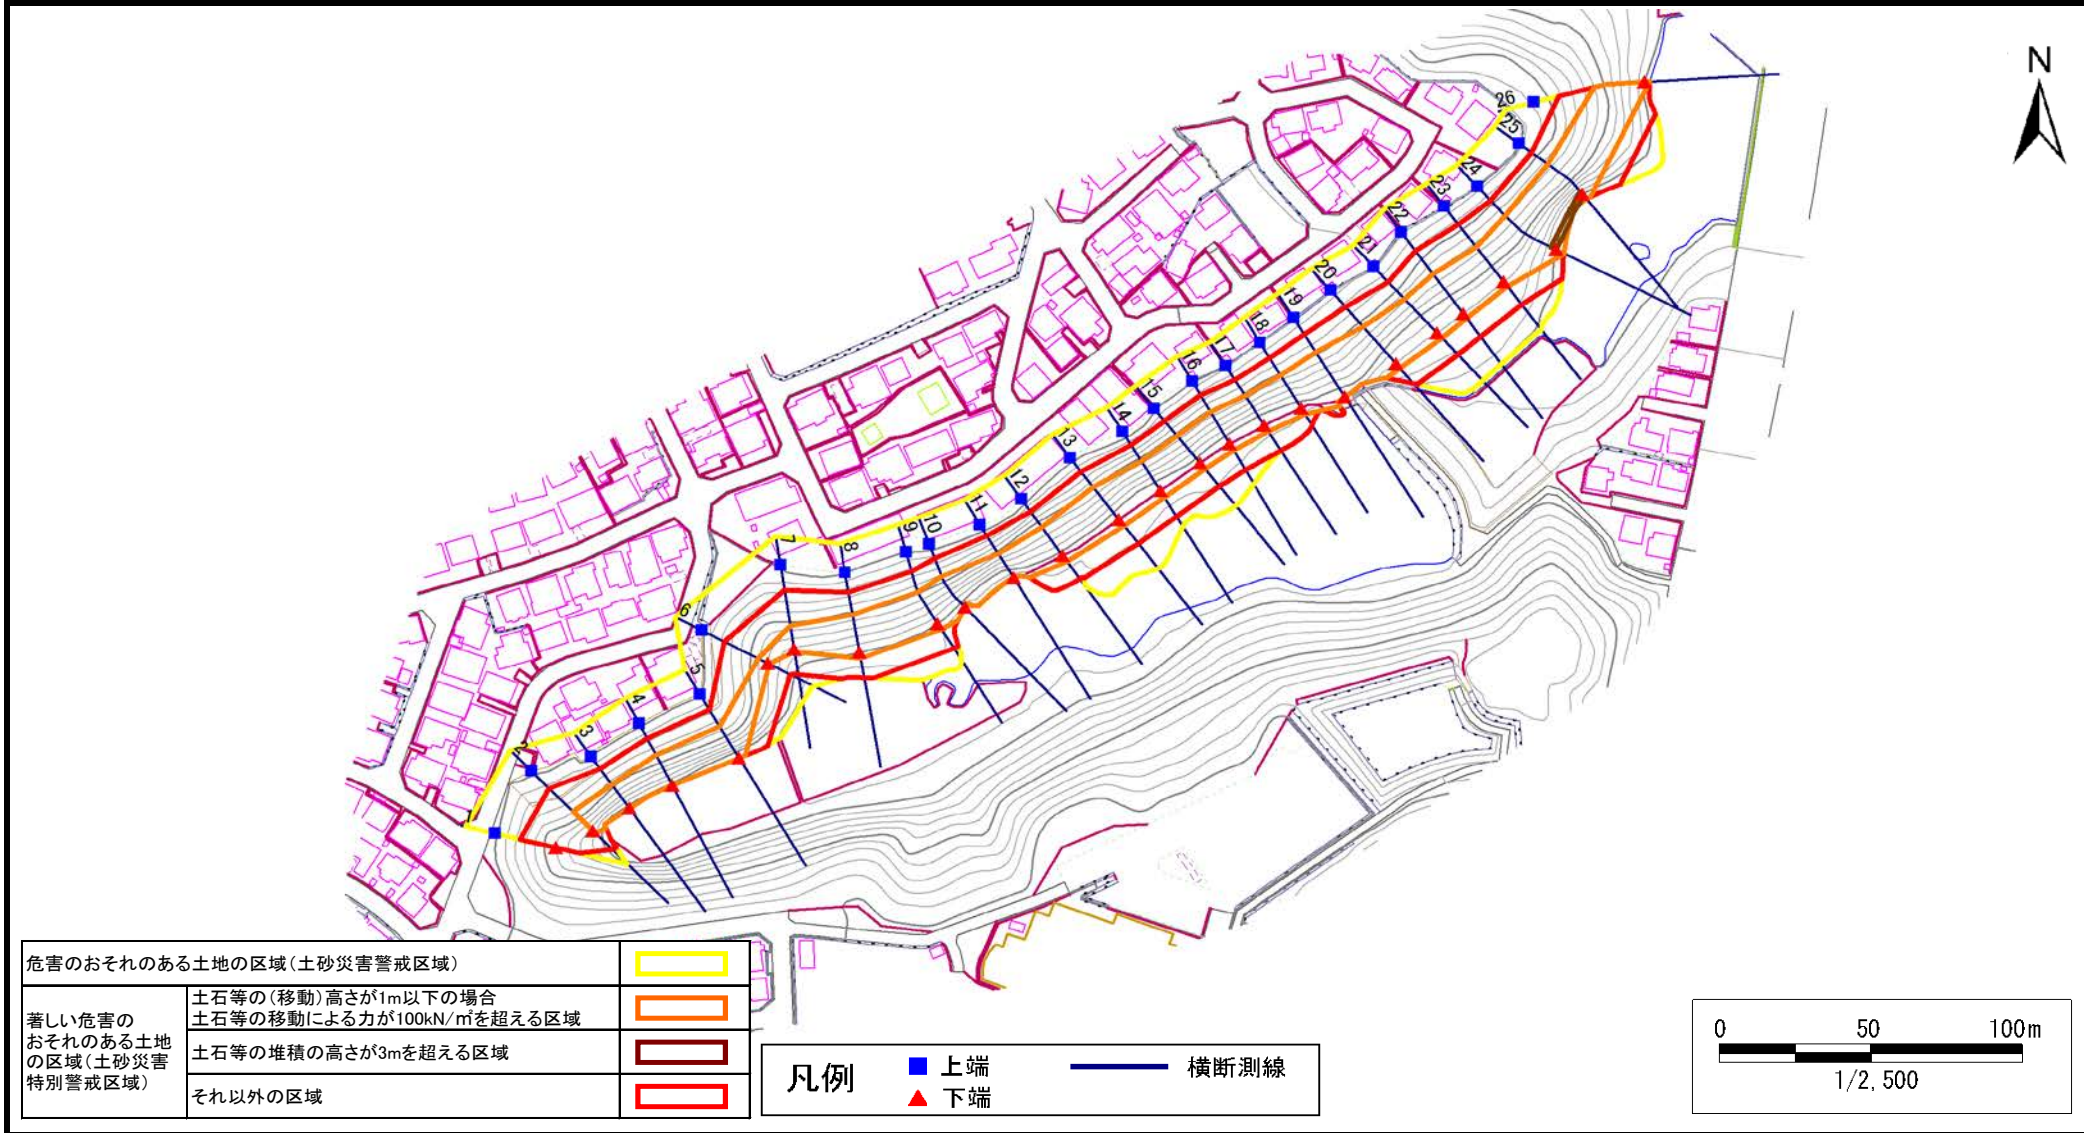 N
26
25
24
23
22
21
20
19
18
17
16
15
14
13
12
11
10
9
8
7
6
5
4
3
2
1
危害のおそれのある土地の区域(土砂災害警戒区域)
著しい危害の
おそれのある土地
の区域(土砂災害
特別警戒区域)
土石等の(移動)高さが1m以下の場合
土石等の移動による力が100kN/㎡を超える区域
土石等の堆積の高さが3mを超える区域
それ以外の区域
凡例
上端
下端
横断測線
0 50 100m
1/2,500